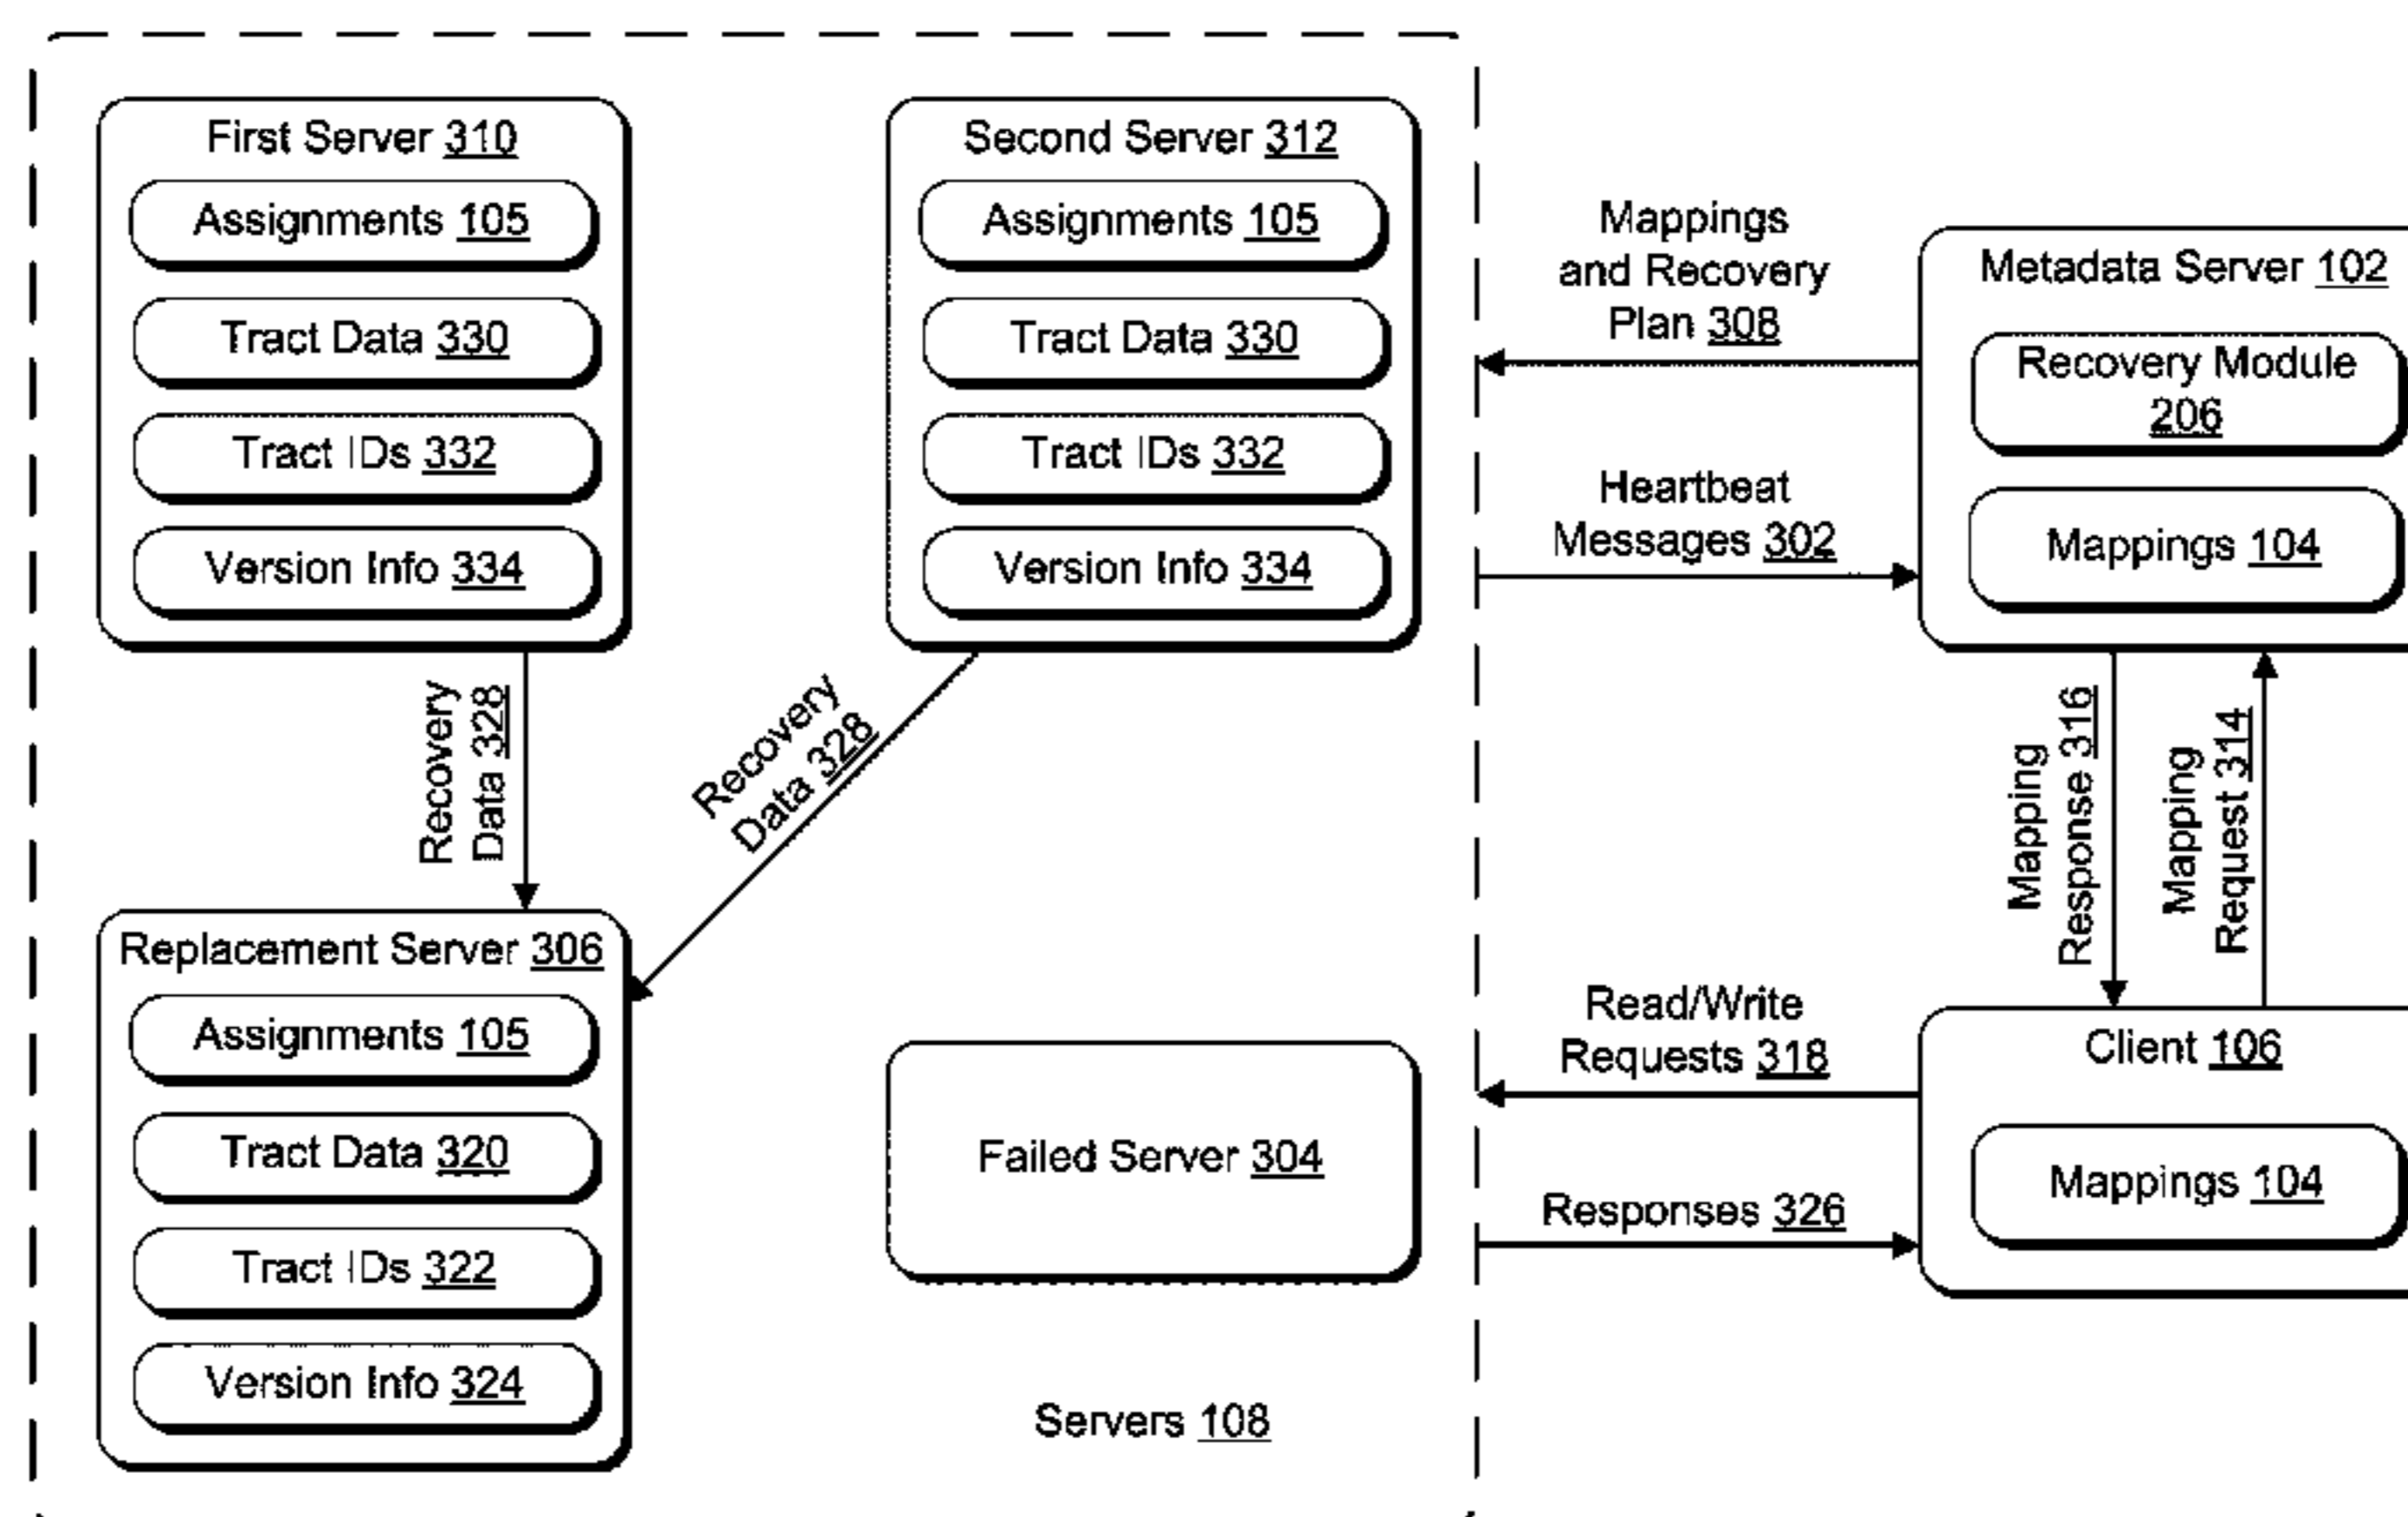 First Server 310
Assignments 105
Tract Data 330
Tract IDs 332
Version Info 334
Second Server 312
Assignments 105
Tract Data 330
Tract IDs 332
Version Info 334
Mappings
and Recovery
Plan 308
Heartbeat
Messages 302
Metadata Server 102
Recovery Module
206
Mappings 104
Recovery
Data 328
Recovery
Data 328
Mapping
Response 316
Mapping
Request 314
Replacement Server 306
Assignments 105
Tract Data 320
Tract IDs 322
Version Info 324
Failed Server 304
Servers 108
Read/Write
Requests 318
Responses 326
Client 106
Mappings 104